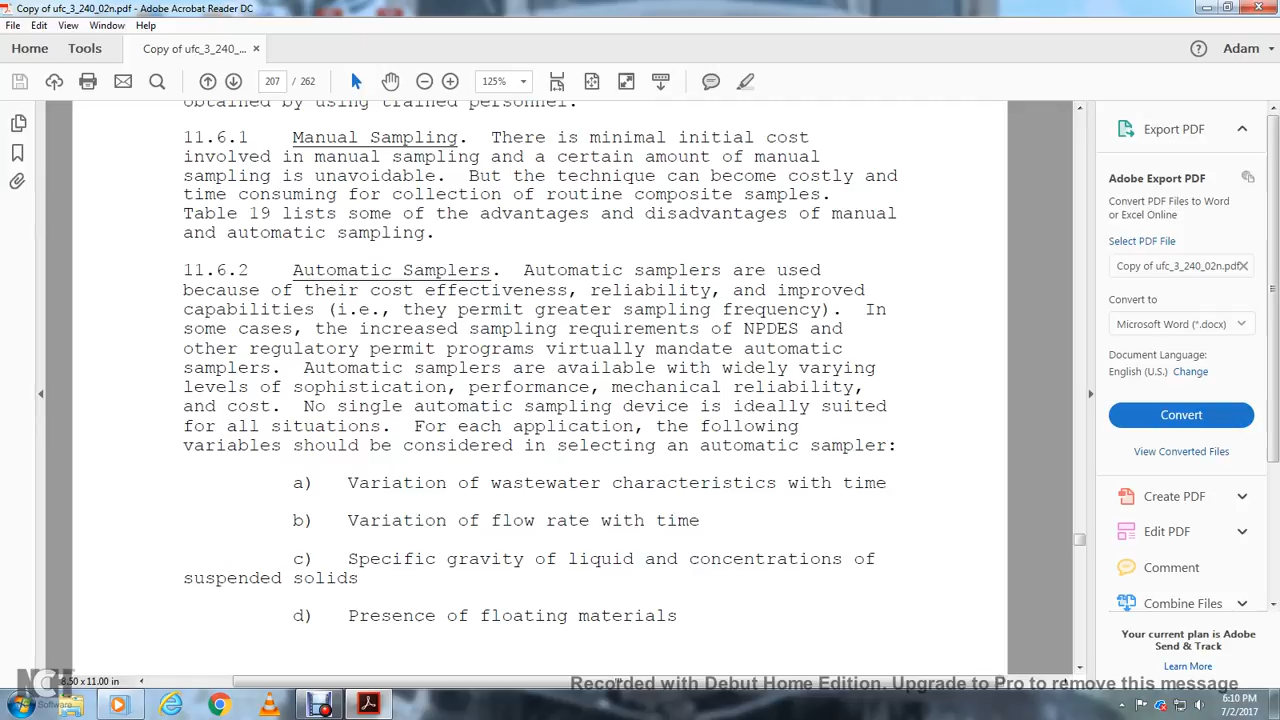 Copy of ufc_3_240_02n.pdf - Adobe Acrobat Reader DC
File Edit View Window Help
Home Tools Copy of ufc_3_240_... × Adam
207 / 262 125%
obtained by using trained personnel.
11.6.1 Manual Sampling. There is minimal initial cost
involved in manual sampling and a certain amount of manual
sampling is unavoidable. But the technique can become costly and
time consuming for collection of routine composite samples.
Table 19 lists some of the advantages and disadvantages of manual
and automatic sampling.
11.6.2 Automatic Samplers. Automatic samplers are used
because of their cost effectiveness, reliability, and improved
capabilities (i.e., they permit greater sampling frequency). In
some cases, the increased sampling requirements of NPDES and
other regulatory permit programs virtually mandate automatic
samplers. Automatic samplers are available with widely varying
levels of sophistication, performance, mechanical reliability,
and cost. No single automatic sampling device is ideally suited
for all situations. For each application, the following
variables should be considered in selecting an automatic sampler:
a) Variation of wastewater characteristics with time
b) Variation of flow rate with time
c) Specific gravity of liquid and concentrations of
suspended solids
d) Presence of floating materials
Export PDF
Adobe Export PDF
Convert PDF Files to Word
or Excel Online
Select PDF File
Copy of ufc_3_240_02n.pdf
Convert to
Microsoft Word (*.docx)
Document Language:
English (U.S.) Change
Convert
View Converted Files
Create PDF
Edit PDF
Comment
Combine Files
Your current plan is Adobe
Send & Track
Learn More
8.50 x 11.00 in
NCH
Software
Recorded with Debut Home Edition. Upgrade to Pro to remove this message
6:10 PM
7/2/2017